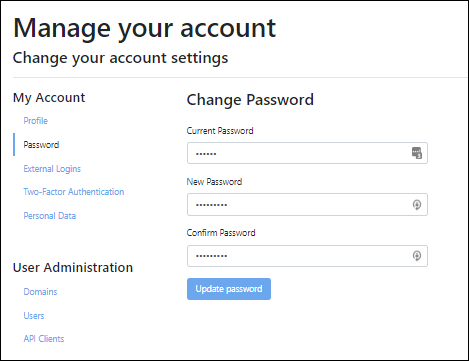 Manage your account
Change your account settings
My Account
Profile
Password
External Logins
Two-Factor Authentication
Personal Data
User Administration
Domains
Users
API Clients
Change Password
Current Password
••••••
New Password
•••••••••
Confirm Password
•••••••••
Update password